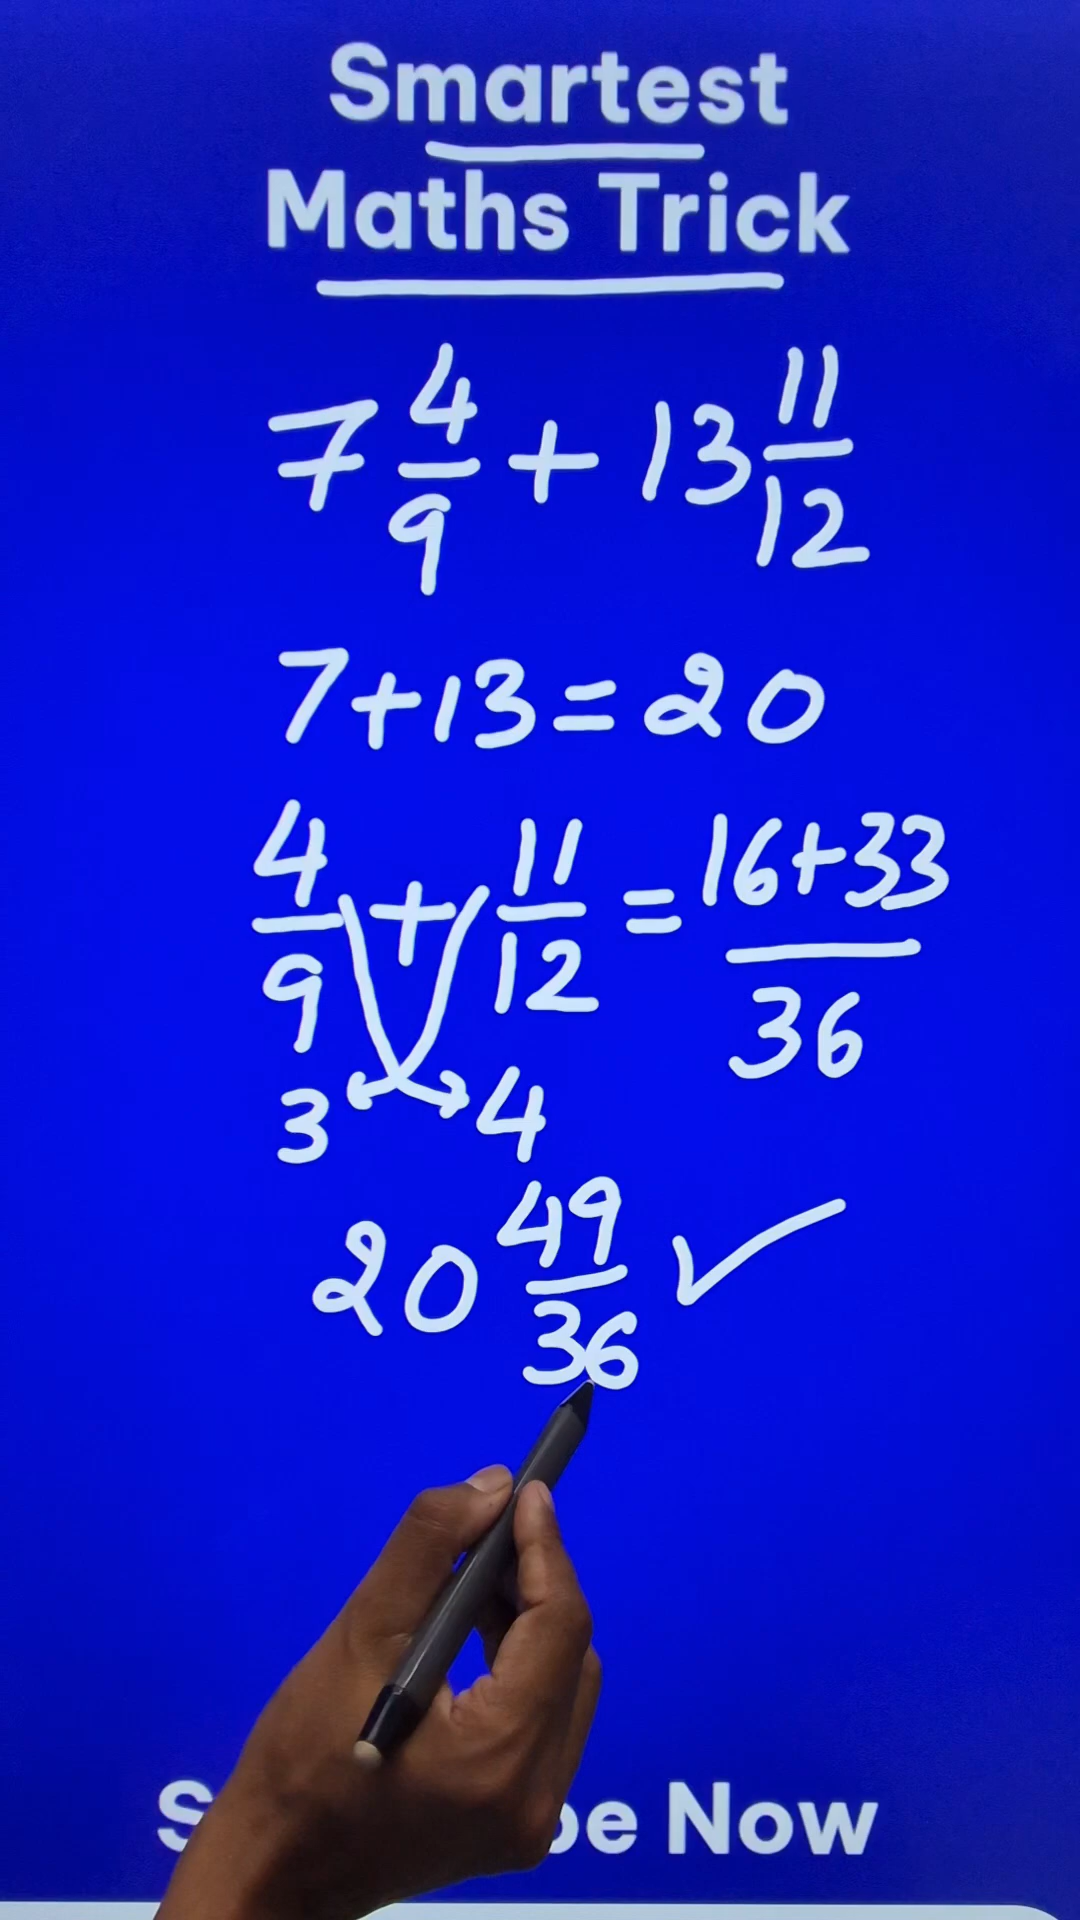 Smartest
Maths Trick
7 4/9 + 13 11/12
7+13=20
4/9 + 11/12 = 16+33/36
3 4
20 49/36 ✓
Now